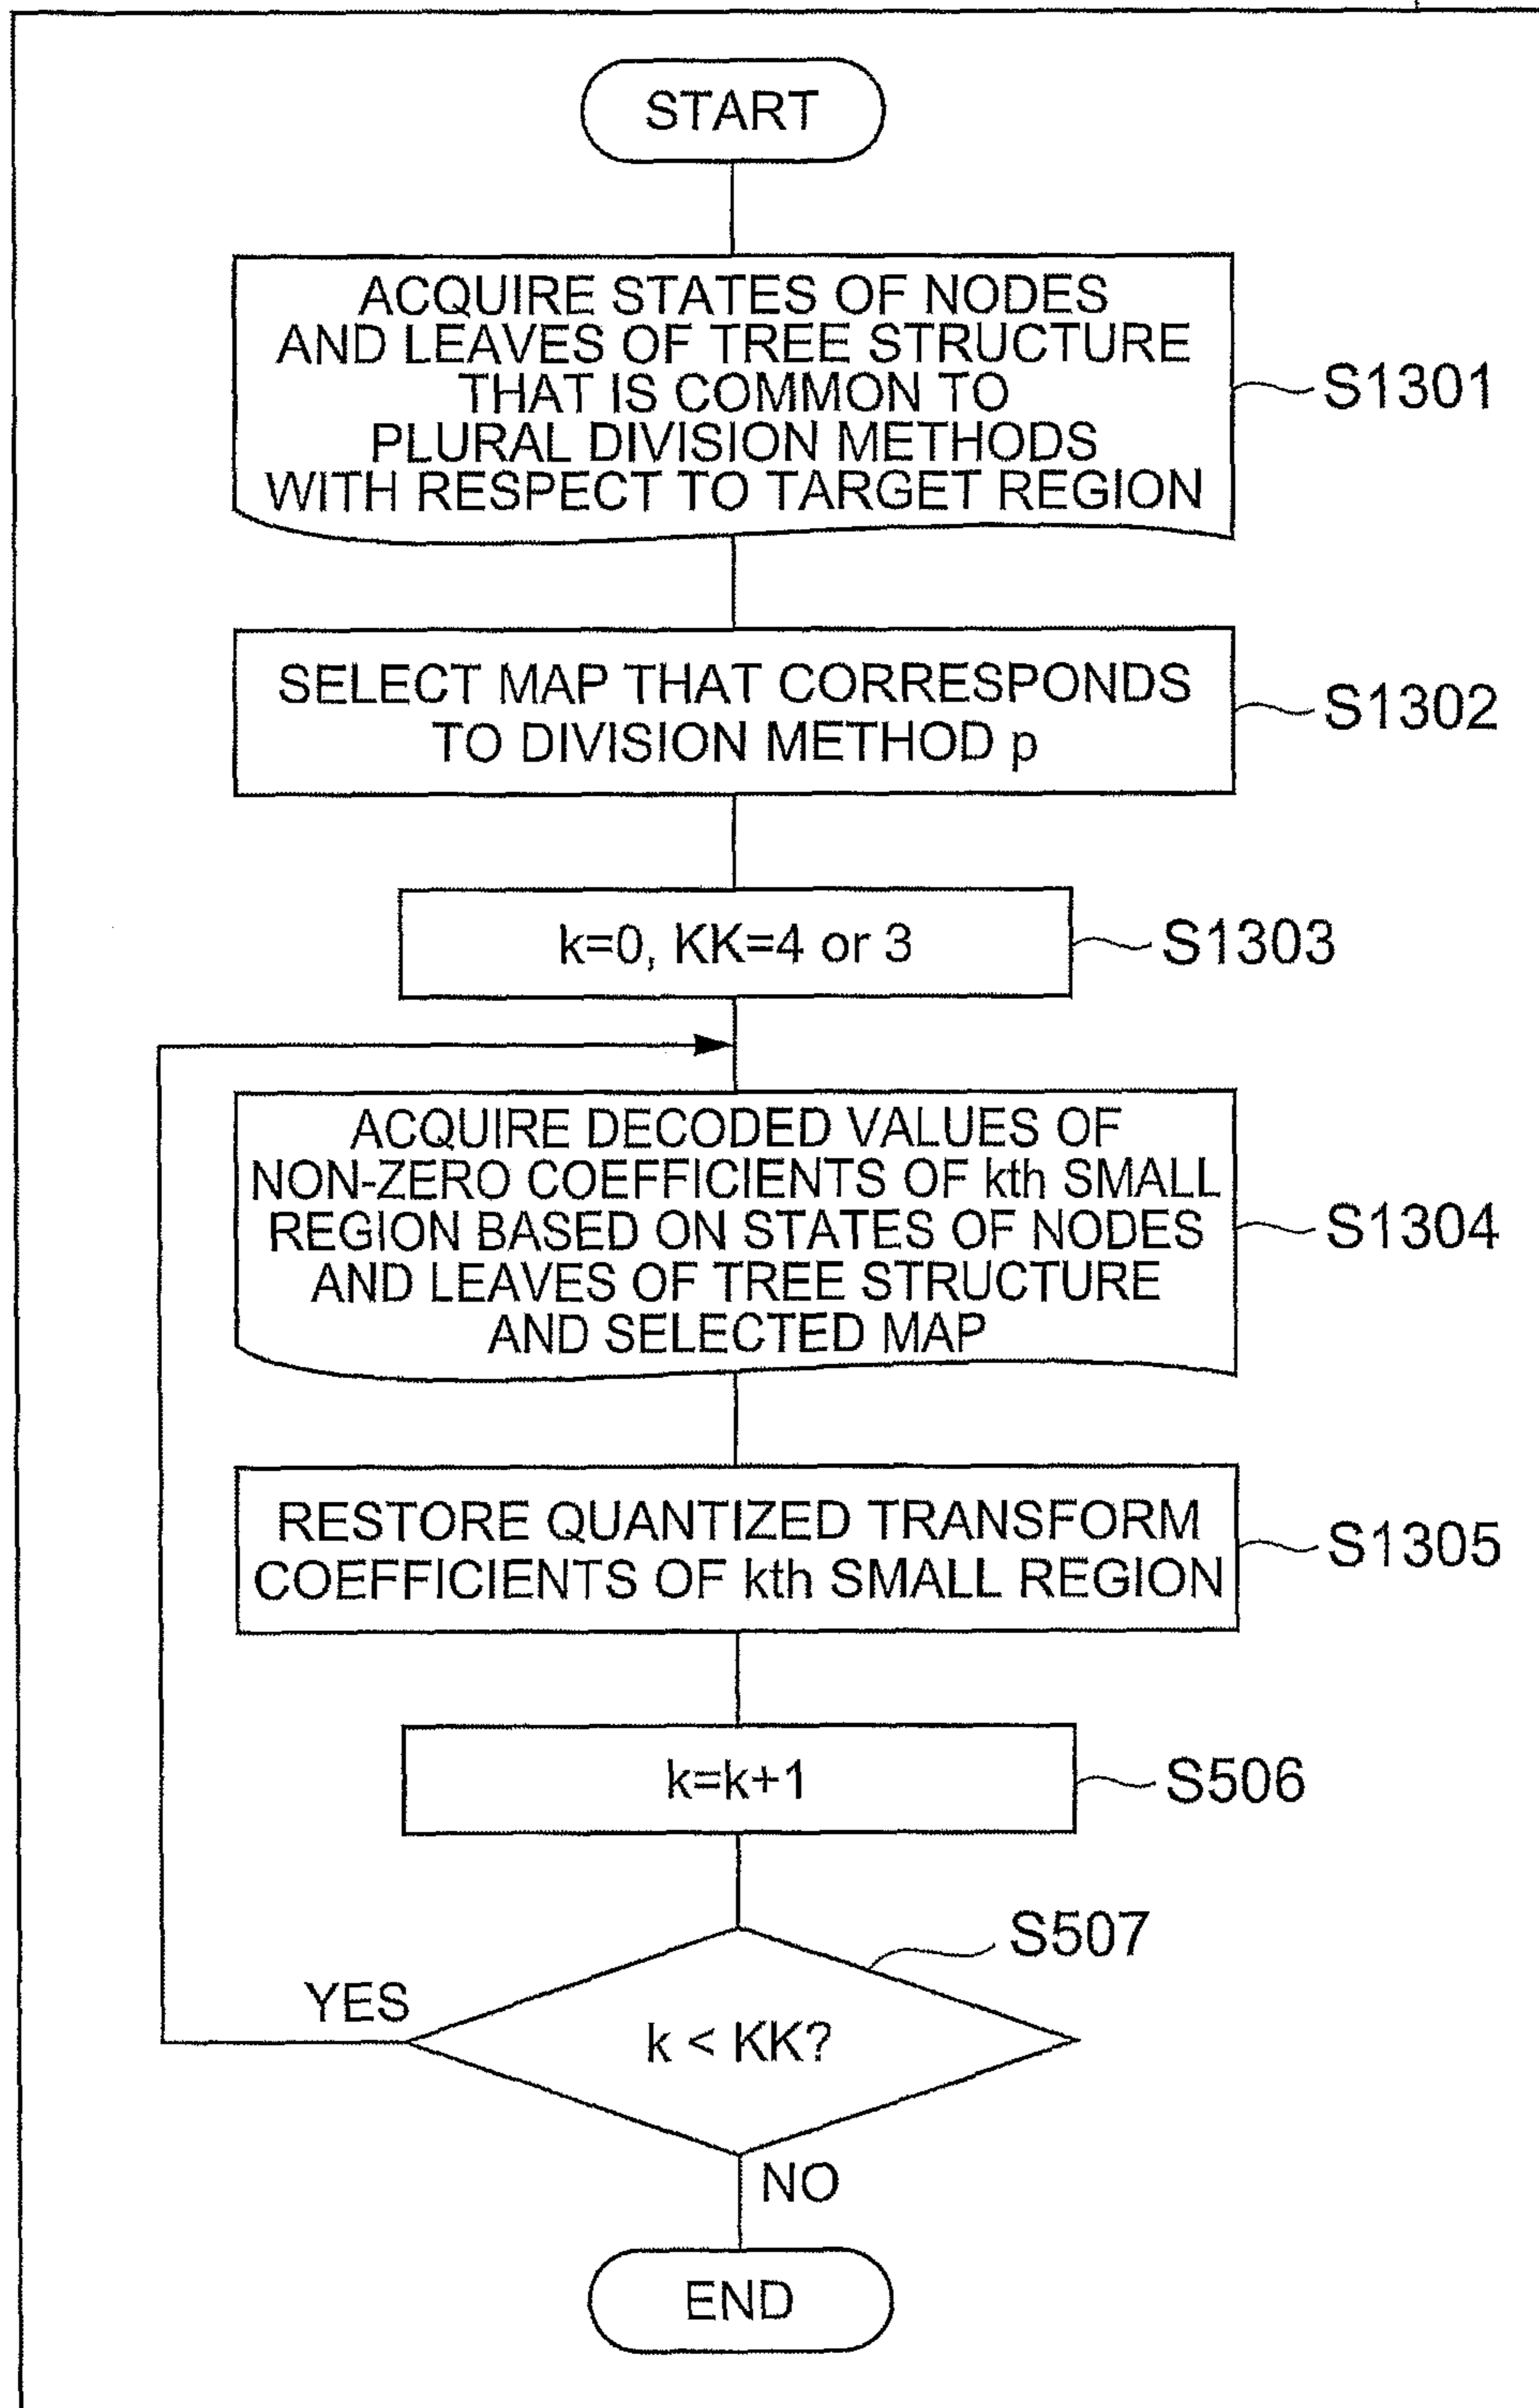 START
ACQUIRE STATES OF NODES
AND LEAVES OF TREE STRUCTURE
THAT IS COMMON TO
PLURAL DIVISION METHODS
WITH RESPECT TO TARGET REGION
S1301
SELECT MAP THAT CORRESPONDS
TO DIVISION METHOD p
S1302
k=0, KK=4 or 3
S1303
ACQUIRE DECODED VALUES OF
NON-ZERO COEFFICIENTS OF kth SMALL
REGION BASED ON STATES OF NODES
AND LEAVES OF TREE STRUCTURE
AND SELECTED MAP
S1304
RESTORE QUANTIZED TRANSFORM
COEFFICIENTS OF kth SMALL REGION
S1305
k=k+1
S506
S507
YES
k < KK?
NO
END